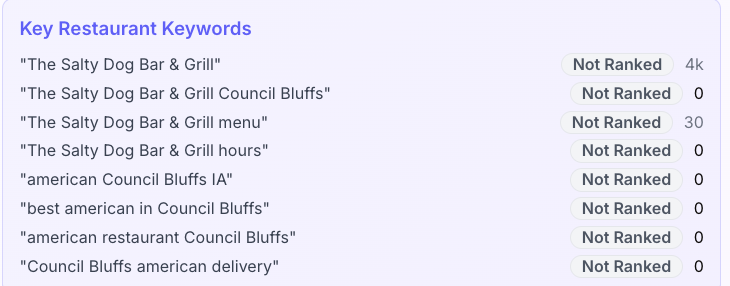 Key Restaurant Keywords
"The Salty Dog Bar & Grill" Not Ranked 4k
"The Salty Dog Bar & Grill Council Bluffs" Not Ranked 0
"The Salty Dog Bar & Grill menu" Not Ranked 30
"The Salty Dog Bar & Grill hours" Not Ranked 0
"american Council Bluffs IA" Not Ranked 0
"best american in Council Bluffs" Not Ranked 0
"american restaurant Council Bluffs" Not Ranked 0
"Council Bluffs american delivery" Not Ranked 0